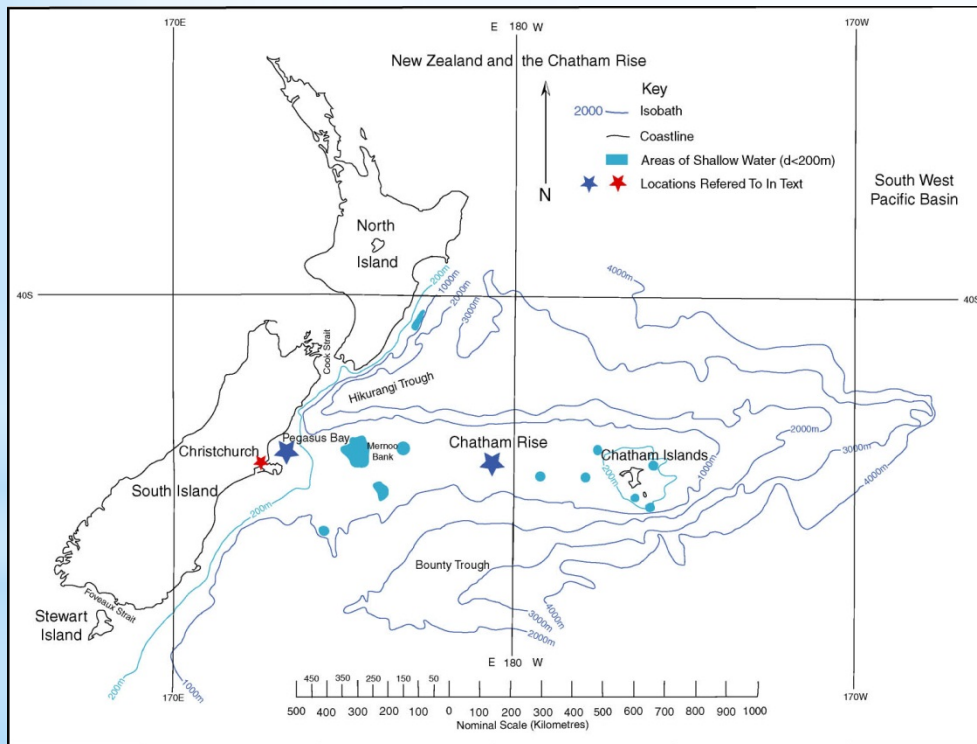 170E
E 180 W
170W
New Zealand and the Chatham Rise
Key
2000 Isobath
Coastline
Areas of Shallow Water (d<200m)
Locations Refered To In Text
N
South West
Pacific Basin
North
Island
200m
1000m
2000m
3000m
4000m
40S
40S
Cook Strait
Hikurangi Trough
2000m
3000m
4000m
Christchurch
Pegasus Bay
Mernoo
Bank
Chatham Rise
Chatham Islands
200m
1000m
South Island
200m
Bounty Trough
4000m
3000m
2000m
Foveaux Strait
Stewart
Island
200m
1000m
170E
E 180 W
170W
450 350 250 150 50
500 400 300 200 100 0 100 200 300 400 500 600 700 800 900 1000
Nominal Scale (Kilometres)